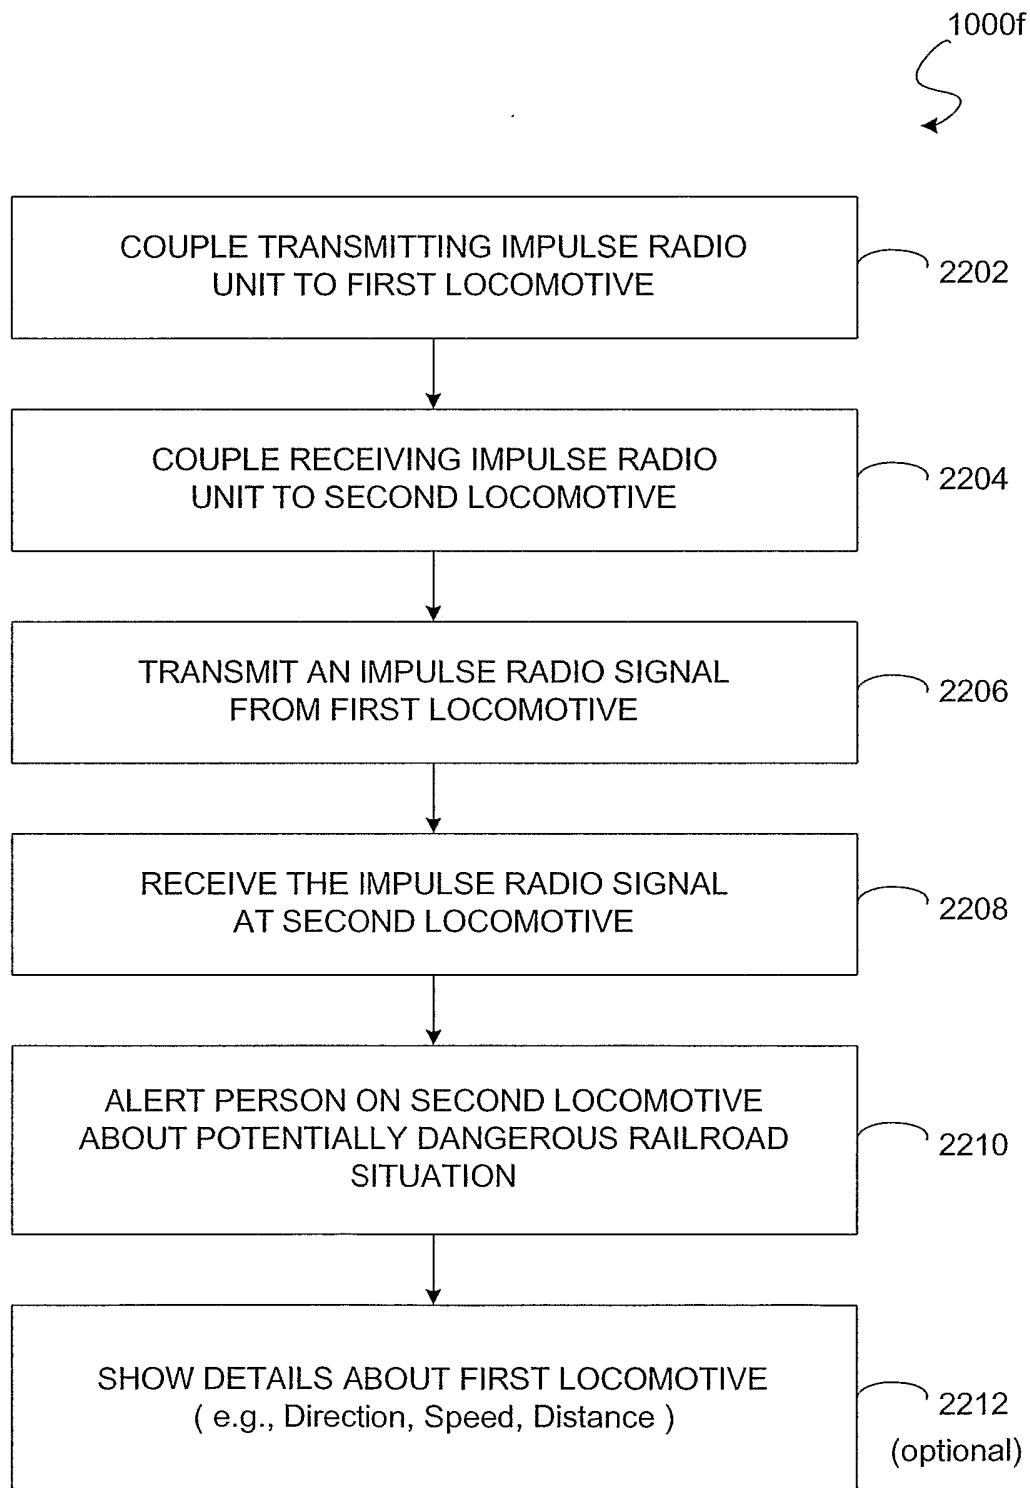 1000f
COUPLE TRANSMITTING IMPULSE RADIO
UNIT TO FIRST LOCOMOTIVE
2202
COUPLE RECEIVING IMPULSE RADIO
UNIT TO SECOND LOCOMOTIVE
2204
TRANSMIT AN IMPULSE RADIO SIGNAL
FROM FIRST LOCOMOTIVE
2206
RECEIVE THE IMPULSE RADIO SIGNAL
AT SECOND LOCOMOTIVE
2208
ALERT PERSON ON SECOND LOCOMOTIVE
ABOUT POTENTIALLY DANGEROUS RAILROAD
SITUATION
2210
SHOW DETAILS ABOUT FIRST LOCOMOTIVE
( e.g., Direction, Speed, Distance )
2212
(optional)